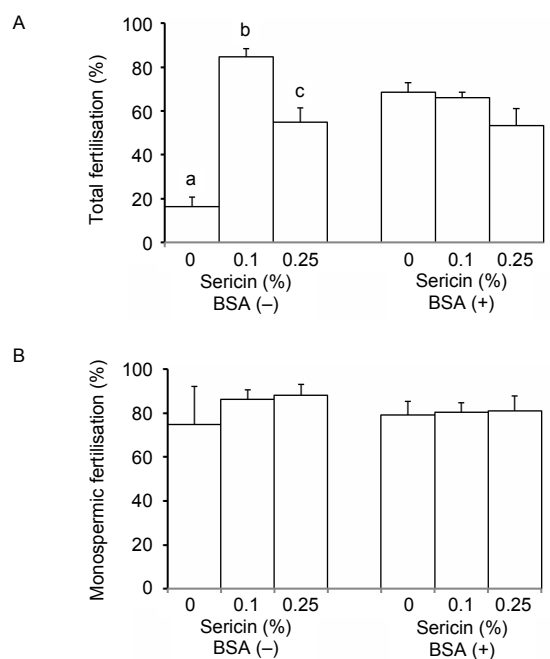 A
Total fertilisation (%)
100
80
60
40
20
0
a
b
c
0 0.1 0.25 0 0.1 0.25
Sericin (%) Sericin (%)
BSA (–) BSA (+)
B
Monospermic fertilisation (%)
100
80
60
40
20
0
0 0.1 0.25 0 0.1 0.25
Sericin (%) Sericin (%)
BSA (–) BSA (+)